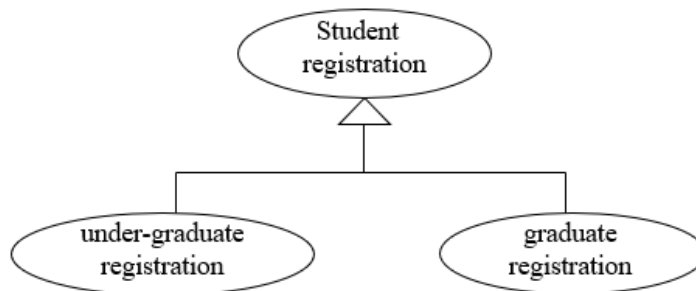 Student
registration
under-graduate
registration
graduate
registration